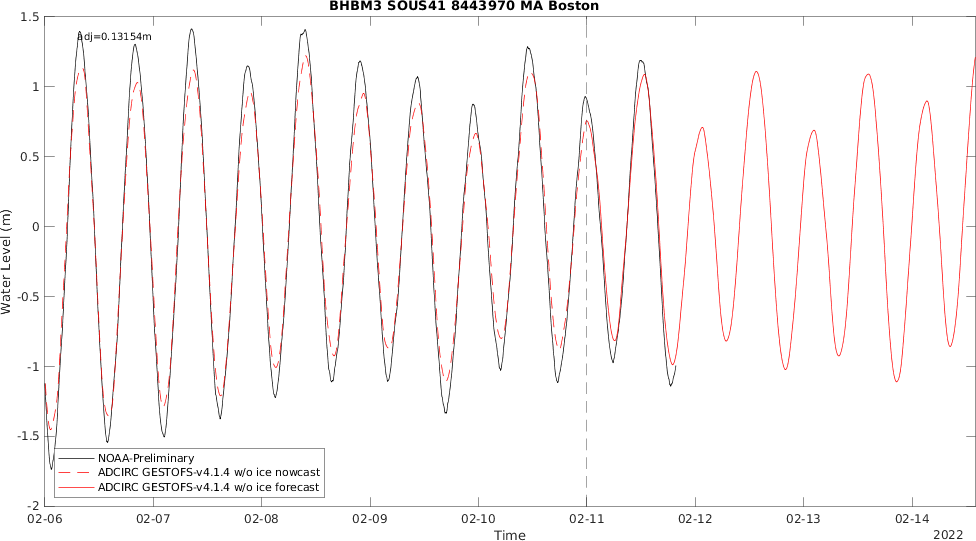 BHBM3 SOUS41 8443970 MA Boston
adj=0.13154m
1.5
1
0.5
0
-0.5
-1
-1.5
-2
Water Level (m)
NOAA-Preliminary
ADCIRC GESTOFS-v4.1.4 w/o ice nowcast
ADCIRC GESTOFS-v4.1.4 w/o ice forecast
02-06 02-07 02-08 02-09 02-10 02-11 02-12 02-13 02-14
Time
2022